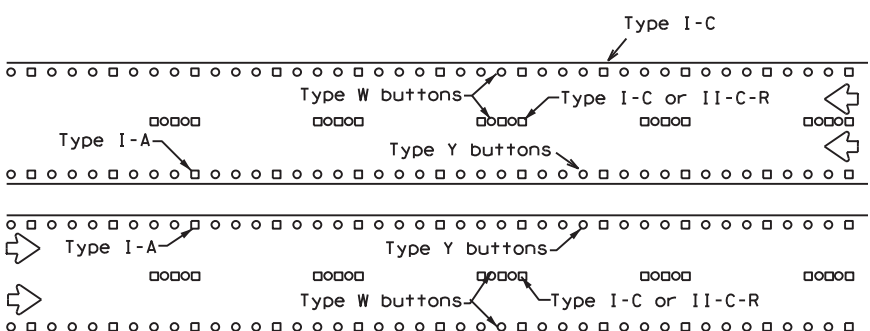 Type I-C
Type W buttons
Type I-C or II-C-R
Type I-A
Type Y buttons
Type I-A
Type Y buttons
Type W buttons
Type I-C or II-C-R